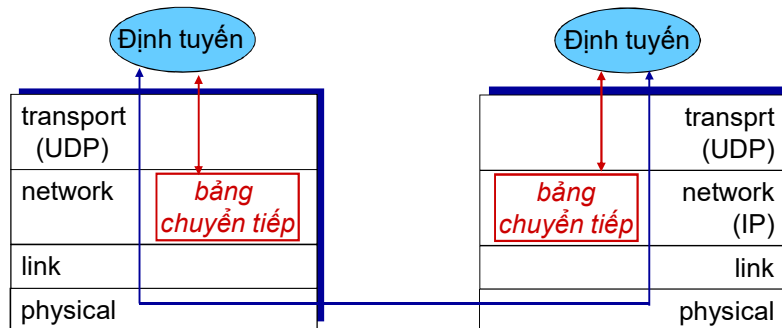 Định tuyến
transport
(UDP)
network
bảng
chuyển tiếp
link
physical
Định tuyến
transprt
(UDP)
bảng
chuyển tiếp
network
(IP)
link
physical